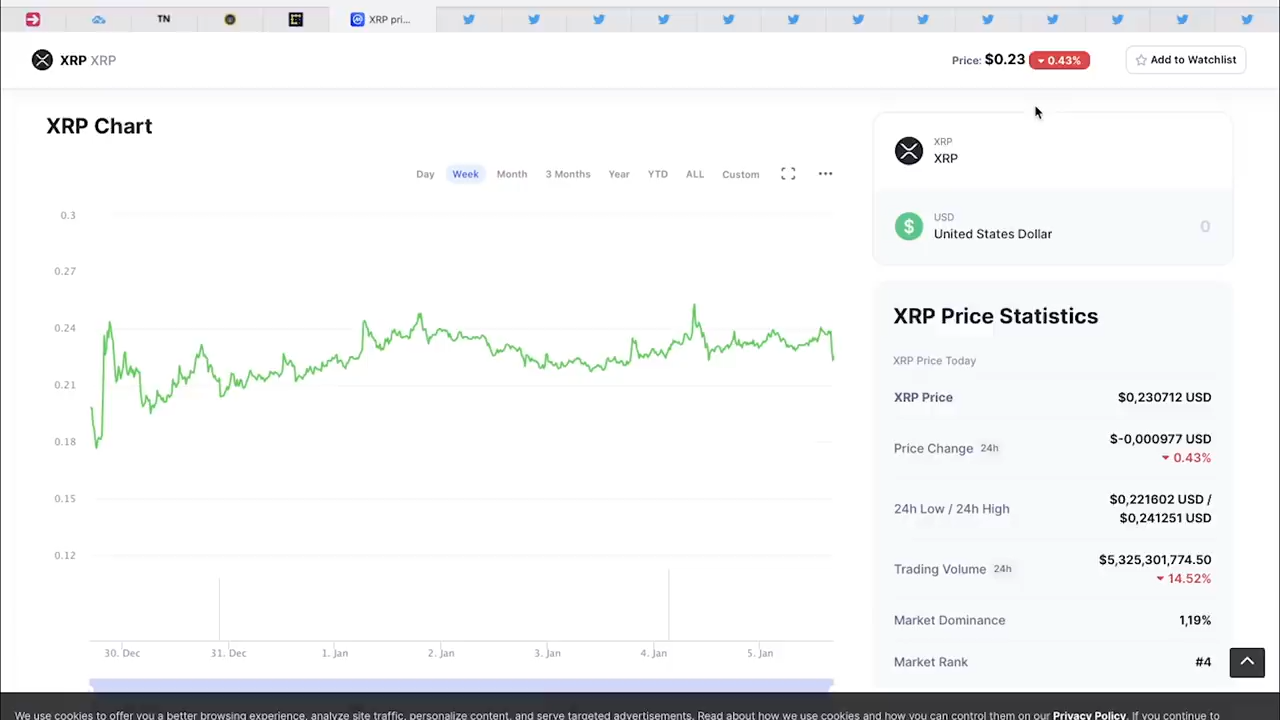 TN
XRP pri...
XRP XRP
Price: $0.23 0.43%
Add to Watchlist
XRP Chart
Day Week Month 3 Months Year YTD ALL Custom
0.3
0.27
0.24
0.21
0.18
0.15
0.12
30. Dec 31. Dec 1. Jan 2. Jan 3. Jan 4. Jan 5. Jan
XRP
XRP
USD
United States Dollar
0
XRP Price Statistics
XRP Price Today
XRP Price $0,230712 USD
Price Change 24h $-0,000977 USD
0.43%
24h Low / 24h High $0,221602 USD /
$0,241251 USD
Trading Volume 24h $5,325,301,774.50
14.52%
Market Dominance 1,19%
Market Rank #4
We use cookies to offer you a better browsing experience, analyze site traffic, personalize content, and serve targeted advertisements. Read about how we use cookies and how you can control them on our Privacy Policy. If you continue to